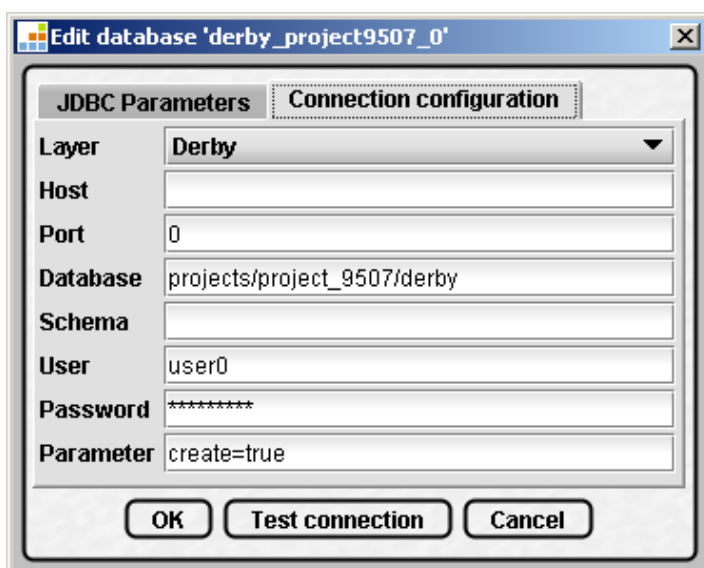 Edit database 'derby_project9507_0'
JDBC Parameters Connection configuration
Layer Derby
Host
Port 0
Database projects/project_9507/derby
Schema
User user0
Password *********
Parameter create=true
OK Test connection Cancel